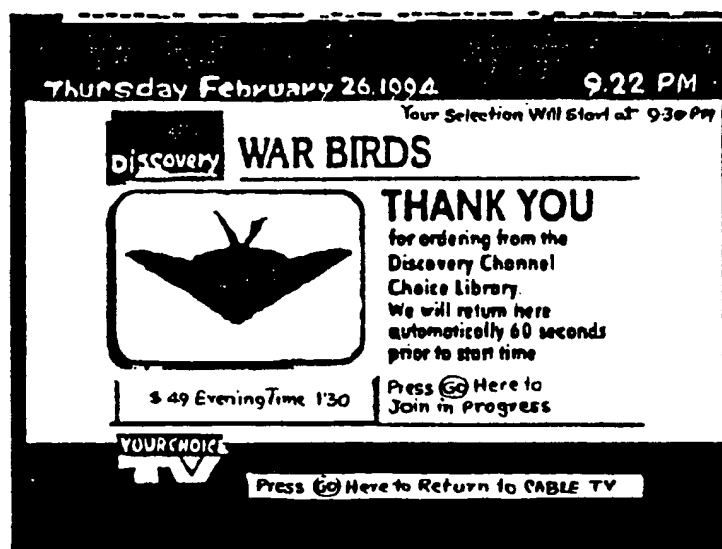 Thursday February 26.1994 9.22 PM
Your Selection Will Start at 9.30 PM
Discovery WAR BIRDS
THANK YOU
for ordering from the
Discovery Channel
Choice Library.
We will return here
automatically 60 seconds
prior to start time
$ 49 Evening Time 1'30
Press GO Here to
Join in Progress
YOUR CHOICE
TV
Press GO Here to Return to CABLE TV